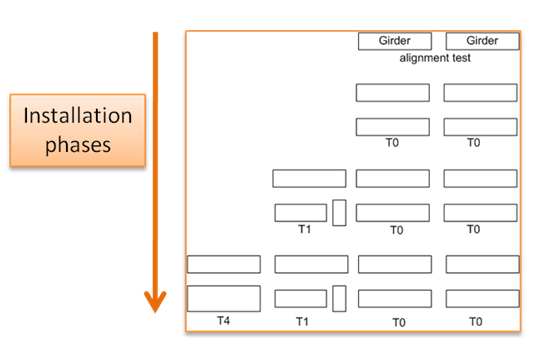 Installation
phases
Girder Girder
alignment test
T0 T0
T1 T0 T0
T4 T1 T0 T0